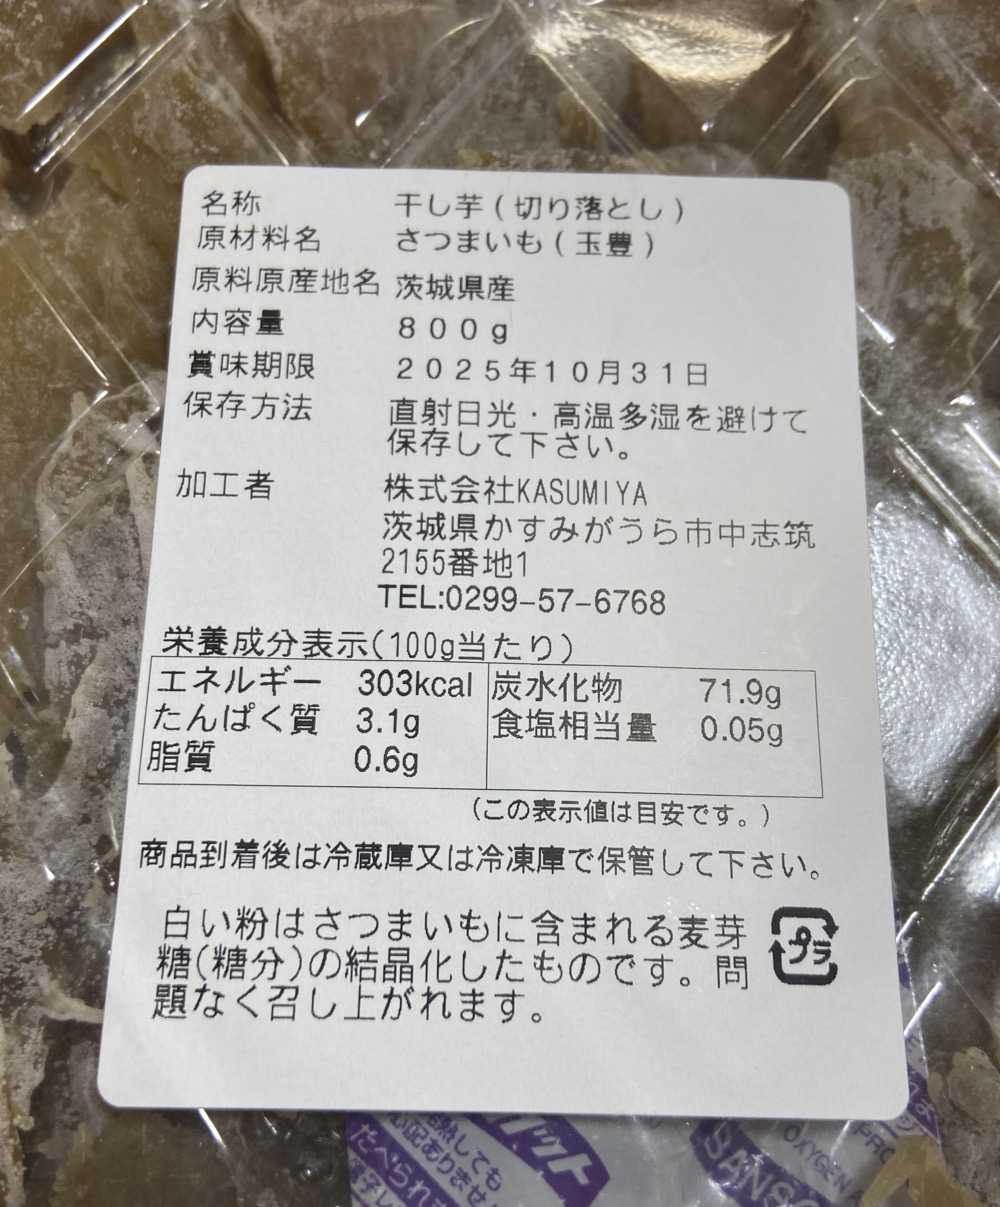 名称 干し芋(切り落とし)
原材料名 さつまいも(玉豊)
原料原産地名 茨城県産
内容量 800g
賞味期限 2025年10月31日
保存方法 直射日光・高温多湿を避けて
保存して下さい。
加工者 株式会社KASUMIYA
茨城県かすみがうら市中志筑
2155番地1
TEL:0299-57-6768
栄養成分表示(100g当たり)
エネルギー 303kcal 炭水化物 71.9g
たんぱく質 3.1g 食塩相当量 0.05g
脂質 0.6g
(この表示値は目安です。)
商品到着後は冷蔵庫又は冷凍庫で保管して下さい。
白い粉はさつまいもに含まれる麦芽
糖(糖分)の結晶化したものです。問
題なく召し上がれます。
プラ
たべられ
OXYGEN